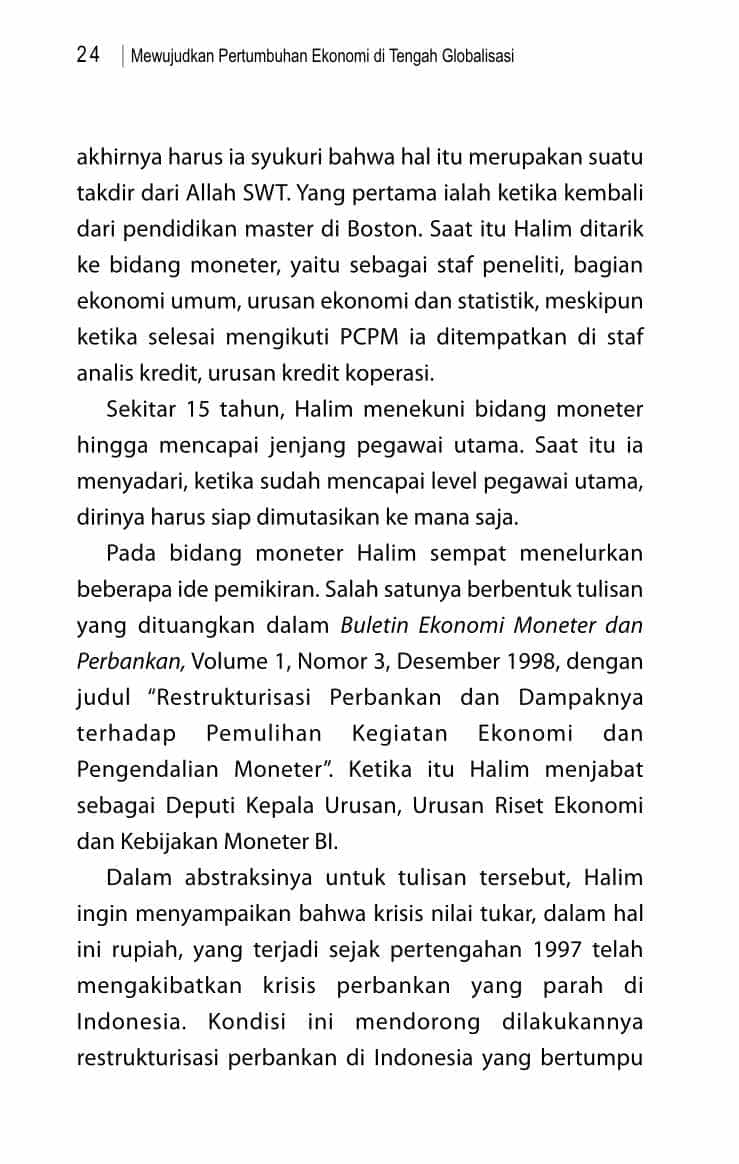 24 | Mewujudkan Pertumbuhan Ekonomi di Tengah Globalisasi
akhirnya harus ia syukuri bahwa hal itu merupakan suatu
takdir dari Allah SWT. Yang pertama ialah ketika kembali
dari pendidikan master di Boston. Saat itu Halim ditarik
ke bidang moneter, yaitu sebagai staf peneliti, bagian
ekonomi umum, urusan ekonomi dan statistik, meskipun
ketika selesai mengikuti PCPM ia ditempatkan di staf
analis kredit, urusan kredit koperasi.
Sekitar 15 tahun, Halim menekuni bidang moneter
hingga mencapai jenjang pegawai utama. Saat itu ia
menyadari, ketika sudah mencapai level pegawai utama,
dirinya harus siap dimutasikan ke mana saja.
Pada bidang moneter Halim sempat menelurkan
beberapa ide pemikiran. Salah satunya berbentuk tulisan
yang dituangkan dalam Buletin Ekonomi Moneter dan
Perbankan, Volume 1, Nomor 3, Desember 1998, dengan
judul “Restrukturisasi Perbankan dan Dampaknya
terhadap Pemulihan Kegiatan Ekonomi dan
Pengendalian Moneter”. Ketika itu Halim menjabat
sebagai Deputi Kepala Urusan, Urusan Riset Ekonomi
dan Kebijakan Moneter BI.
Dalam abstraksinya untuk tulisan tersebut, Halim
ingin menyampaikan bahwa krisis nilai tukar, dalam hal
ini rupiah, yang terjadi sejak pertengahan 1997 telah
mengakibatkan krisis perbankan yang parah di
Indonesia. Kondisi ini mendorong dilakukannya
restrukturisasi perbankan di Indonesia yang bertumpu